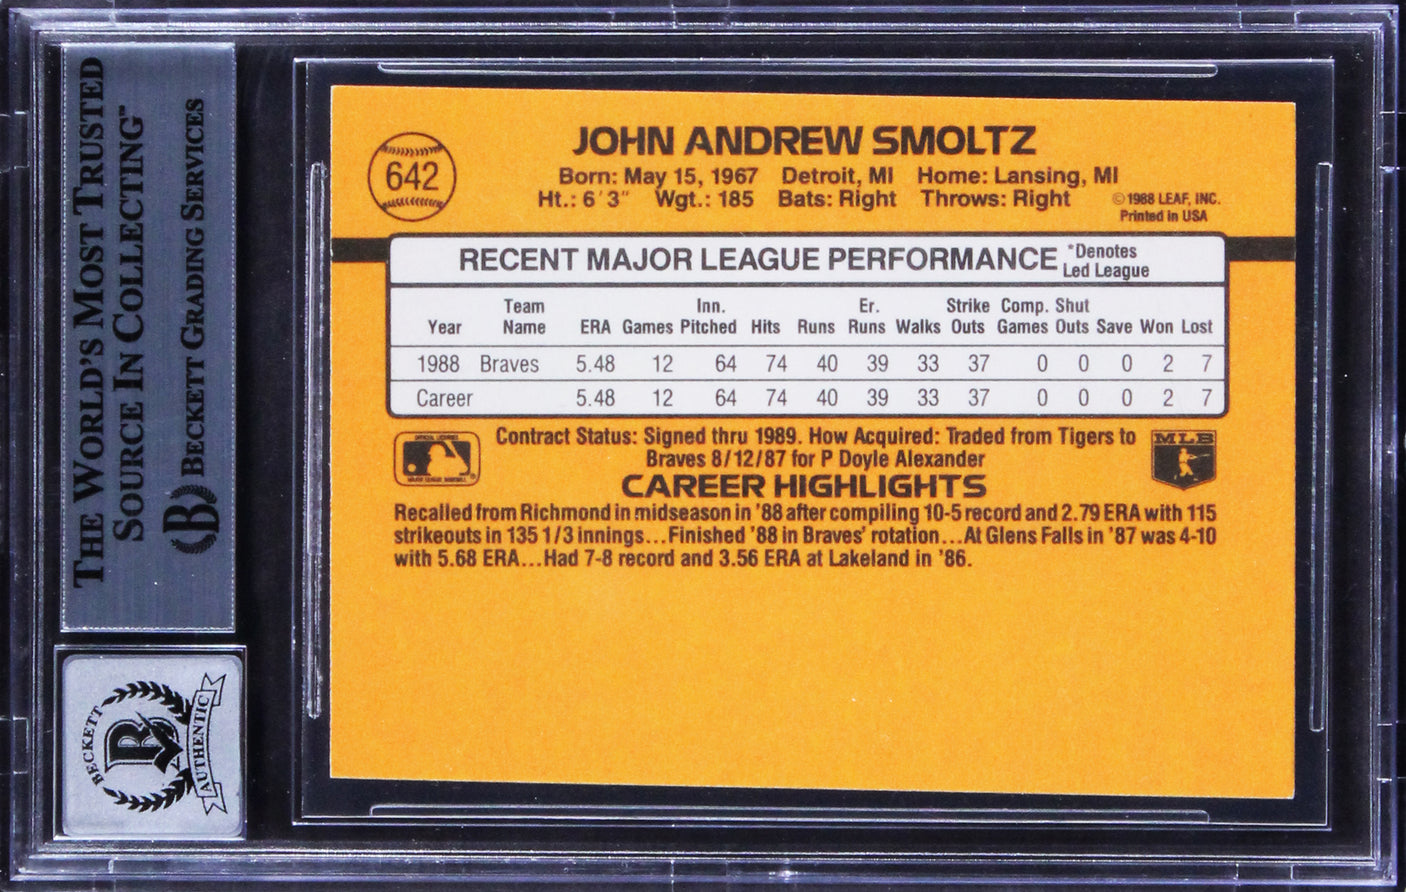 THE WORLD'S MOST TRUSTED
SOURCE IN COLLECTING™
BECKETT GRADING SERVICES
BECKETT
AUTHENTIC
642
JOHN ANDREW SMOLTZ
Born: May 15, 1967 Detroit, MI Home: Lansing, MI
Ht.: 6'3" Wgt.: 185 Bats: Right Throws: Right
©1988 LEAF, INC.
Printed in USA
RECENT MAJOR LEAGUE PERFORMANCE *Denotes
Led League
Year Team Name ERA Games Inn. Pitched Hits Runs Er. Runs Walks Strike Outs Comp. Games Shut Outs Save Won Lost
1988 Braves 5.48 12 64 74 40 39 33 37 0 0 0 2 7
Career 5.48 12 64 74 40 39 33 37 0 0 0 2 7
Contract Status: Signed thru 1989. How Acquired: Traded from Tigers to
Braves 8/12/87 for P Doyle Alexander
MLB
CAREER HIGHLIGHTS
Recalled from Richmond in midseason in '88 after compiling 10-5 record and 2.79 ERA with 115
strikeouts in 135 1/3 innings...Finished '88 in Braves' rotation...At Glens Falls in '87 was 4-10
with 5.68 ERA...Had 7-8 record and 3.56 ERA at Lakeland in '86.